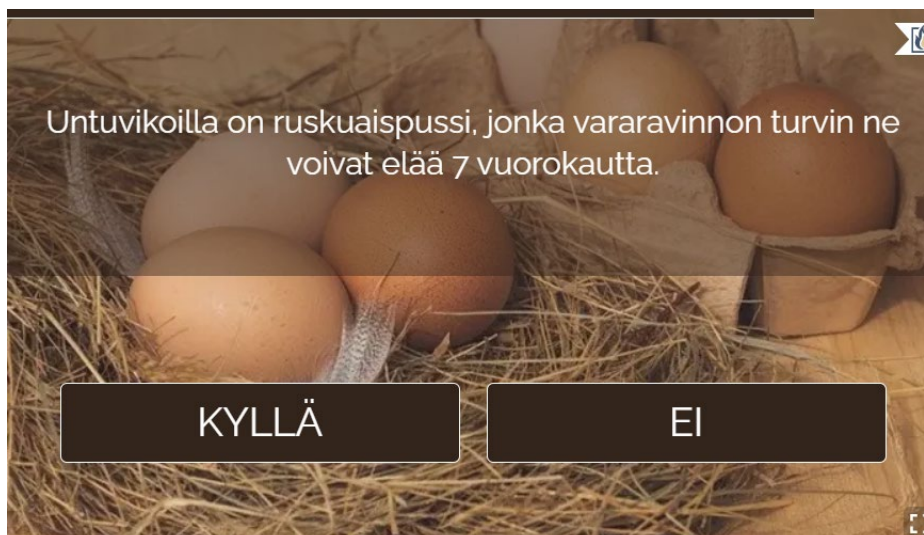 Untuvikoilla on ruskuaispussi, jonka vararavinnon turvin ne
voivat elää 7 vuorokautta.
KYLLÄ
EI